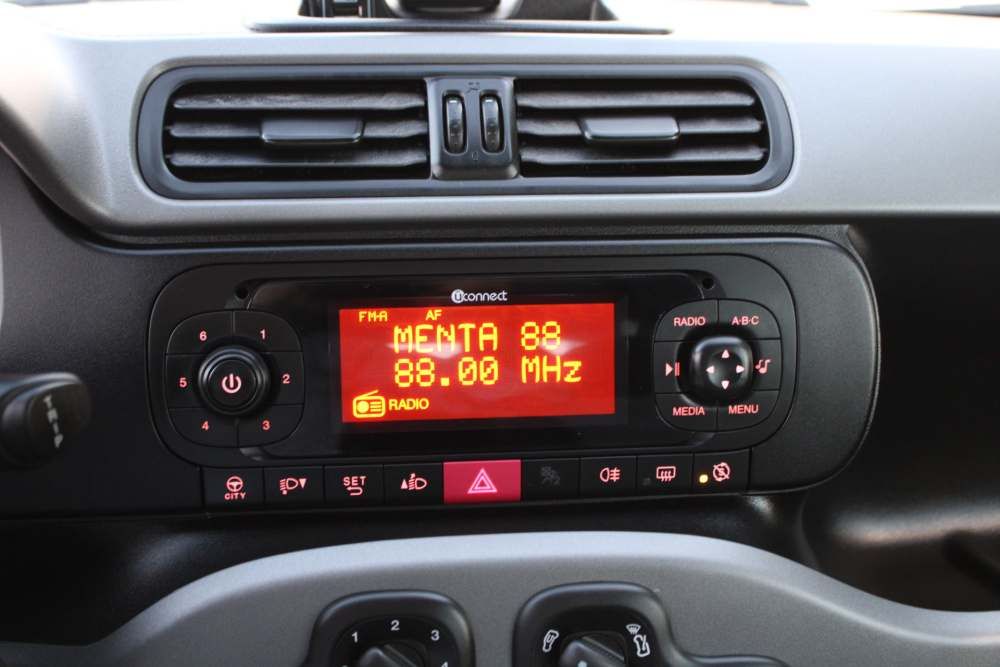 uconnect
FM-A AF
MENTA 88
88.00 MHz
RADIO
6 1
5 2
4 3
RADIO A·B·C
MEDIA MENU
CITY
SET
1 2 3